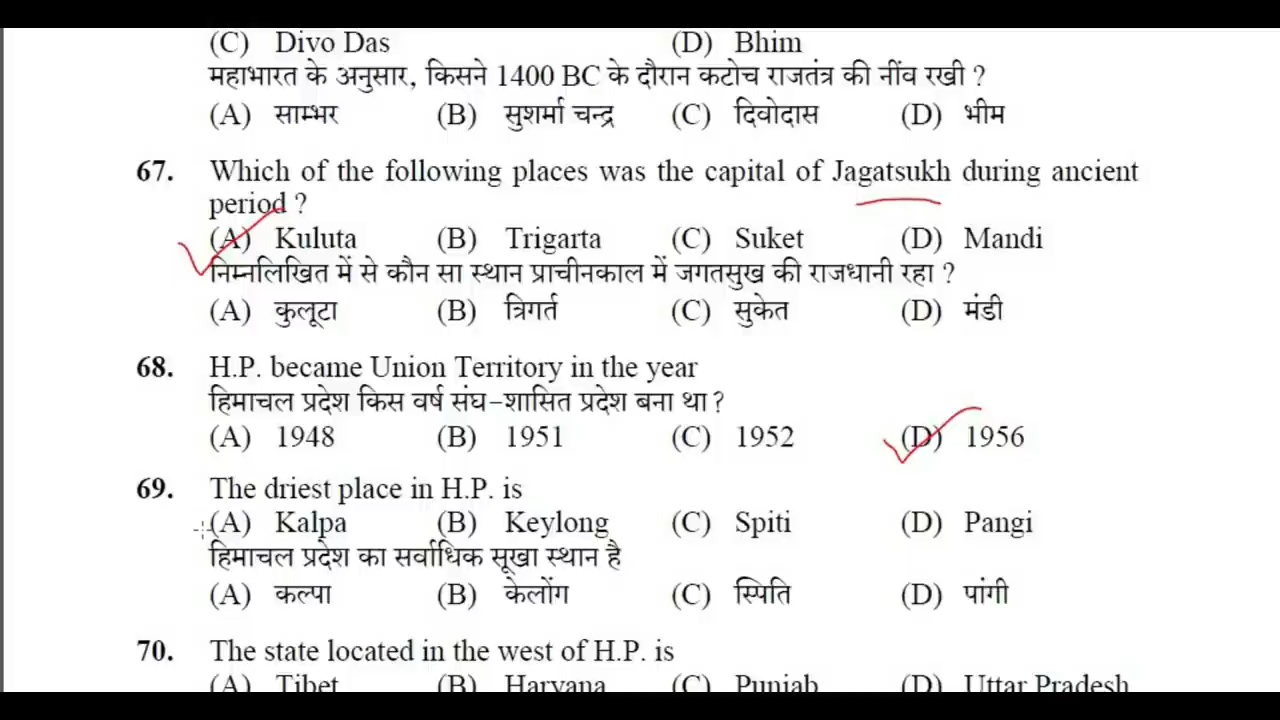 (C) Divo Das (D) Bhim
महाभारत के अनुसार, किसने 1400 BC के दौरान कटोच राजतंत्र की नींव रखी ?
(A) साम्भर (B) सुशर्मा चन्द्र (C) दिवोदास (D) भीम
67. Which of the following places was the capital of Jagatsukh during ancient
period ?
(A) Kuluta (B) Trigarta (C) Suket (D) Mandi
निम्नलिखित में से कौन सा स्थान प्राचीनकाल में जगतसुख की राजधानी रहा ?
(A) कुलूटा (B) त्रिगर्त (C) सुकेत (D) मंडी
68. H.P. became Union Territory in the year
हिमाचल प्रदेश किस वर्ष संघ-शासित प्रदेश बना था ?
(A) 1948 (B) 1951 (C) 1952 (D) 1956
69. The driest place in H.P. is
(A) Kalpa (B) Keylong (C) Spiti (D) Pangi
हिमाचल प्रदेश का सर्वाधिक सूखा स्थान है
(A) कल्पा (B) केलोंग (C) स्पिति (D) पांगी
70. The state located in the west of H.P. is
(A) Tibet (B) Haryana (C) Punjab (D) Uttar Pradesh